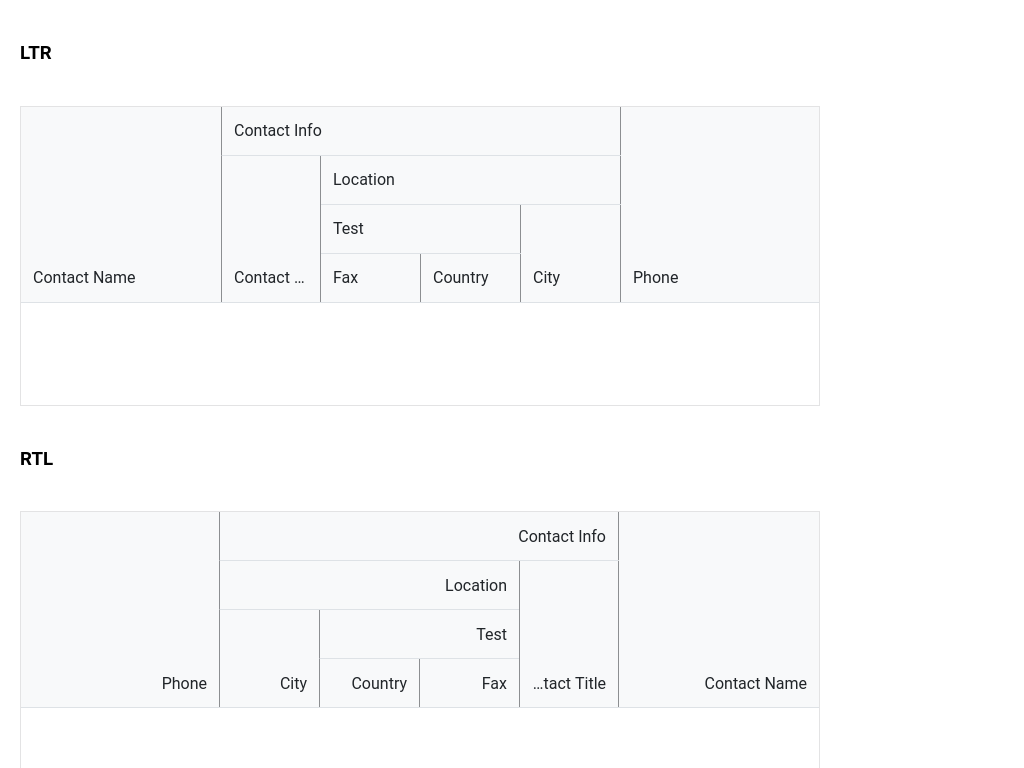 LTR
Contact Info
Location
Test
Contact Name
Contact ...
Fax
Country
City
Phone
RTL
Contact Info
Location
Test
Phone
City
Country
Fax
...tact Title
Contact Name